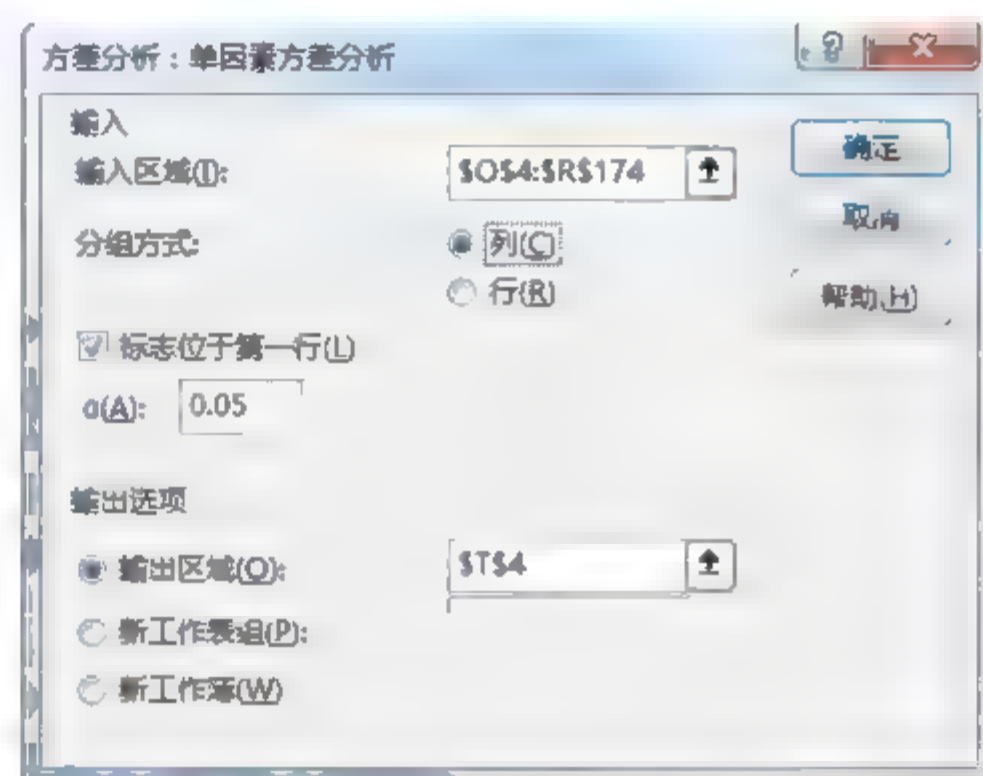 方差分析：单因素方差分析
输入
输入区域(I):
$O$4:$R$174
确定
分组方式:
列(C)
取消
行(R)
帮助(H)
标志位于第一行(L)
α(A):
0.05
输出选项
输出区域(O):
$T$4
新工作表组(P):
新工作簿(W)